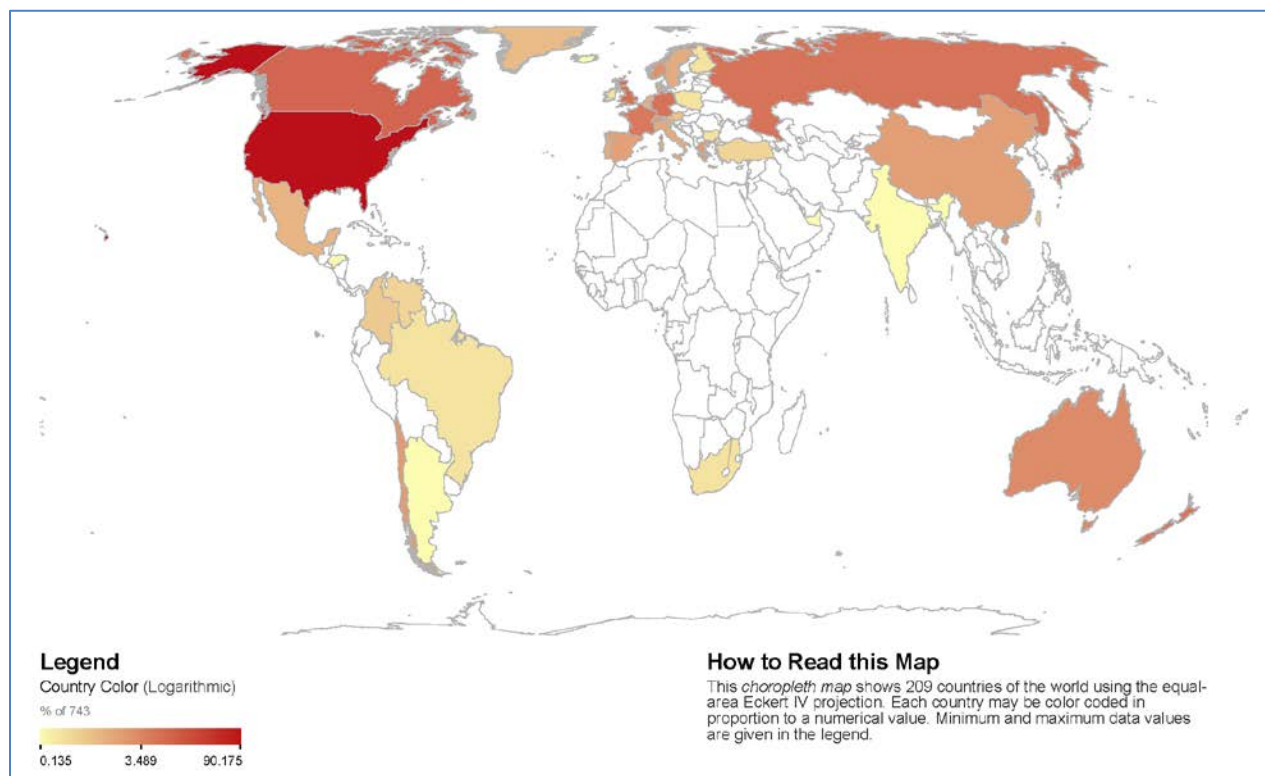 Legend
Country Color (Logarithmic)
% of 743
0.135 3.489 90.175
How to Read this Map
This choropleth map shows 209 countries of the world using the equal-
area Eckert IV projection. Each country may be color coded in
proportion to a numerical value. Minimum and maximum data values
are given in the legend.